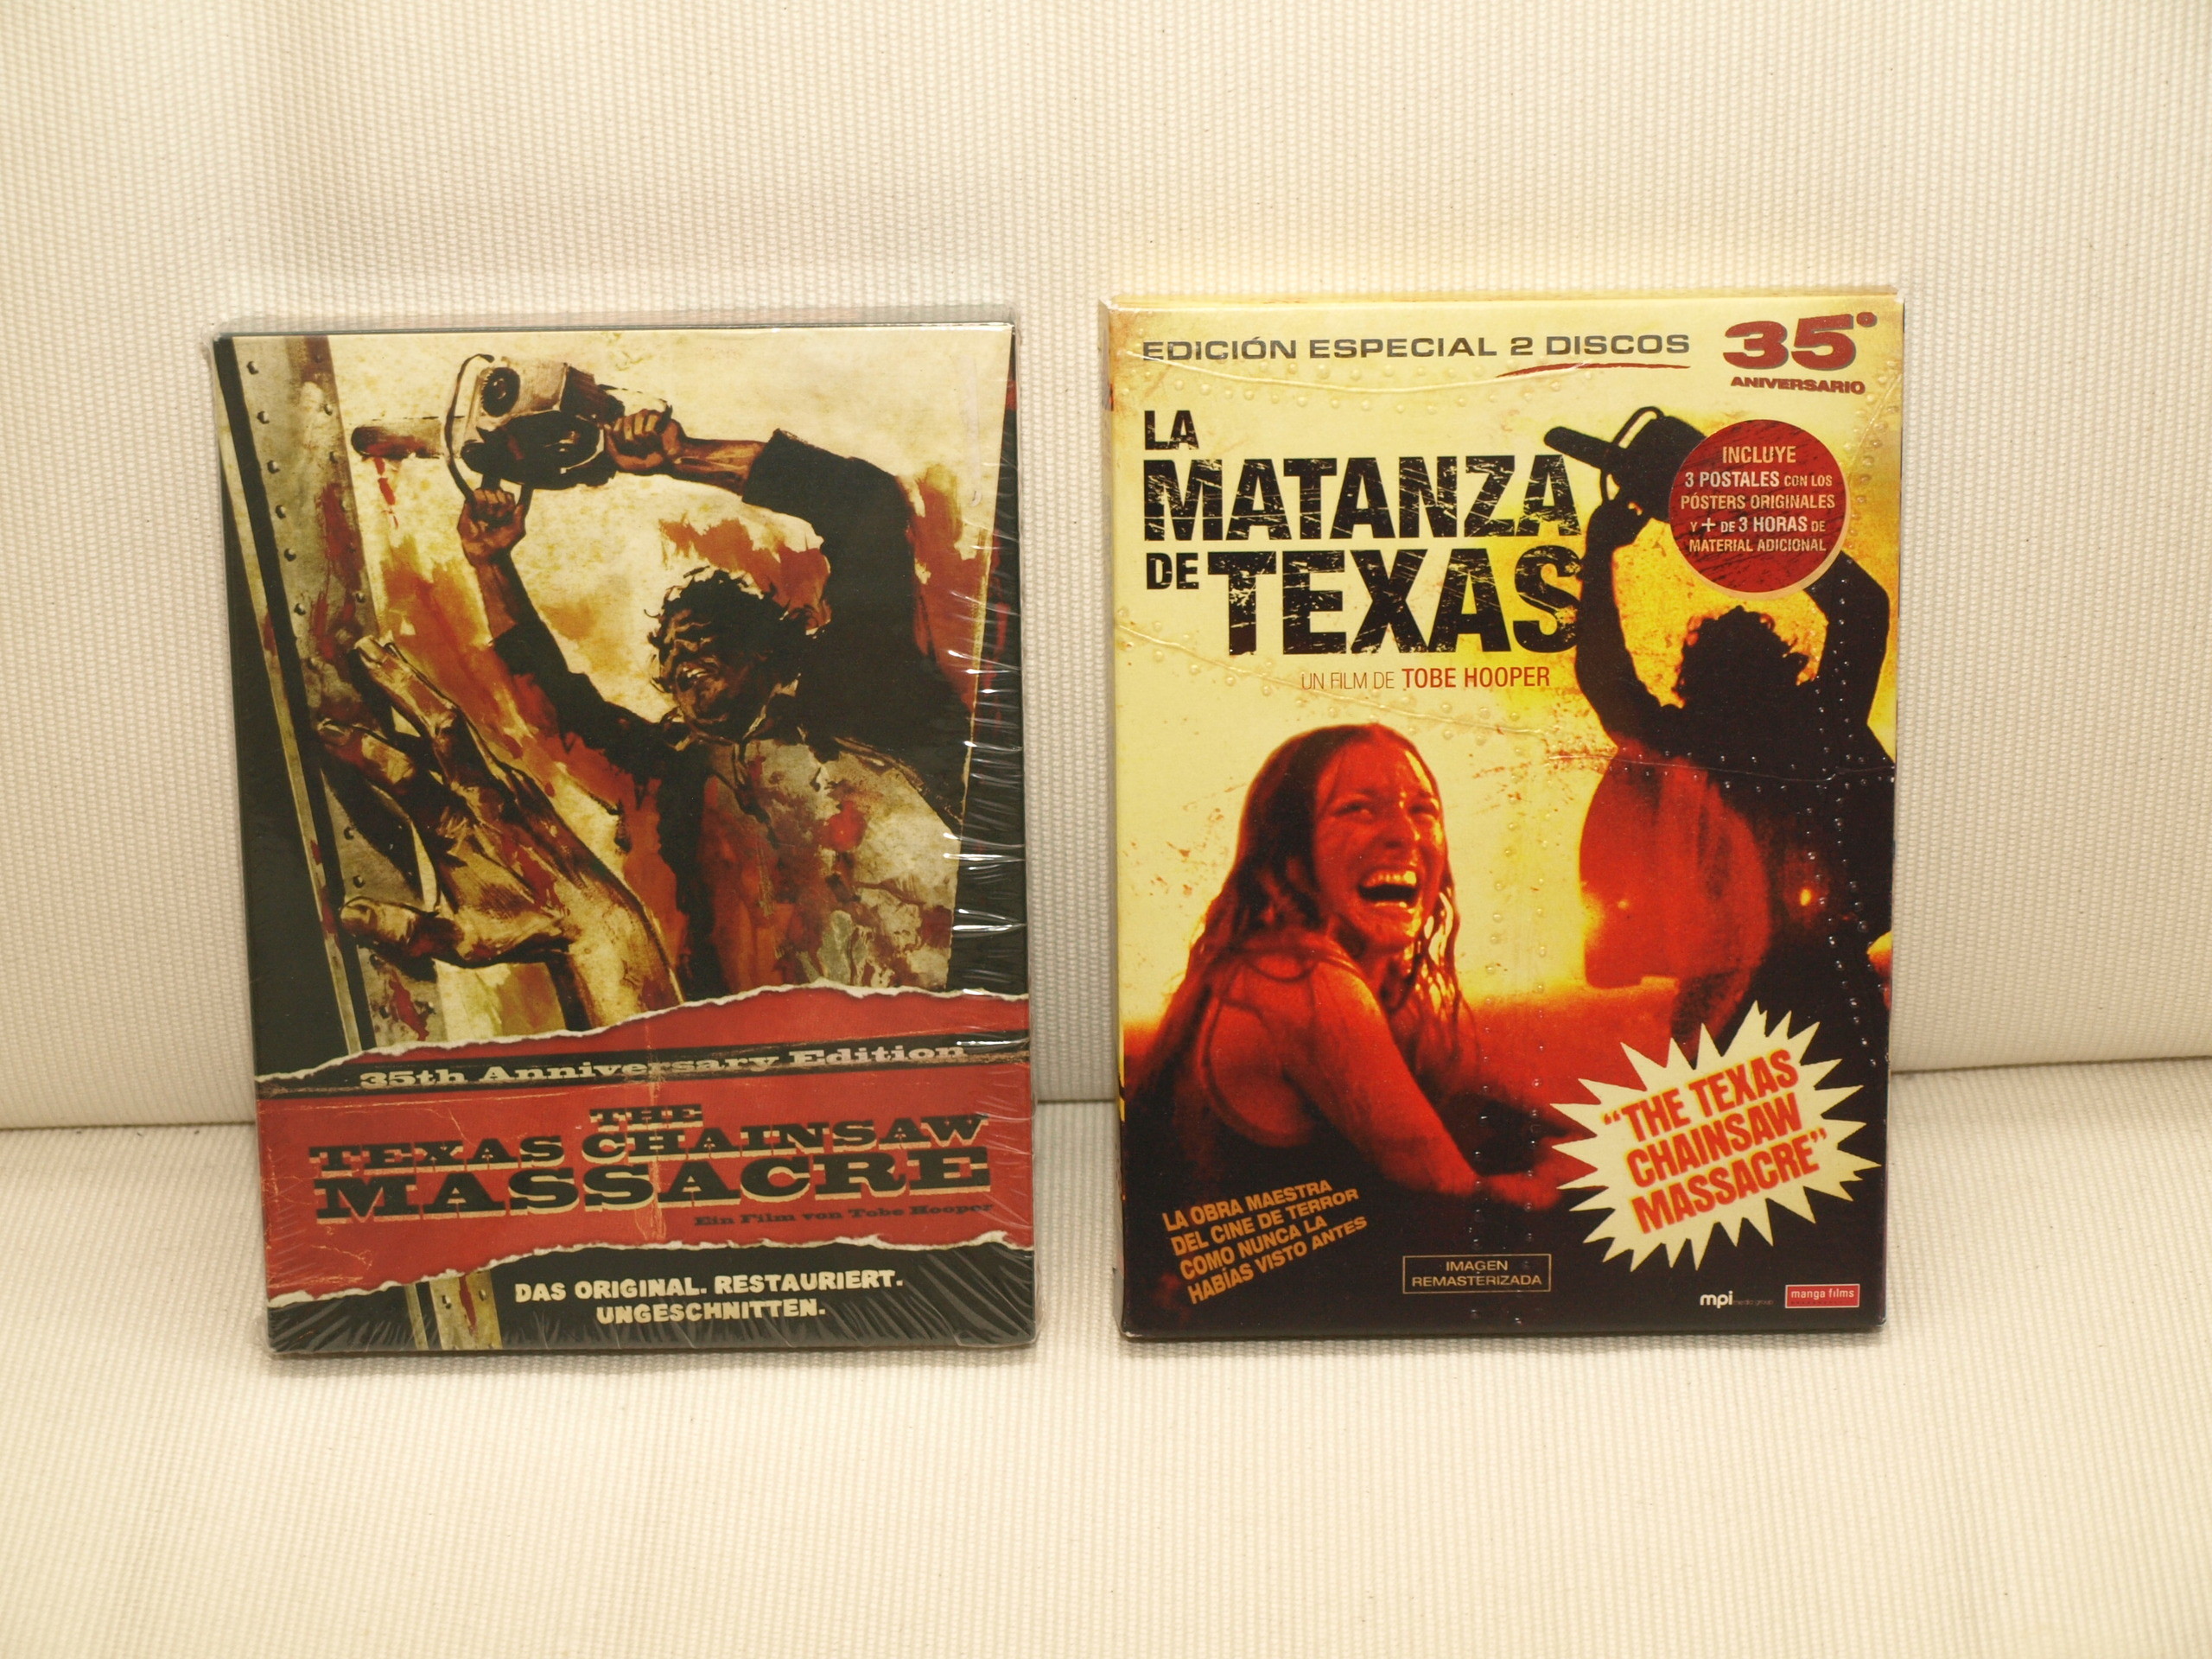 35th Anniversary Edition
THE
TEXAS CHAINSAW
MASSACRE
Ein Film von Tobe Hooper
DAS ORIGINAL. RESTAURIERT.
UNGESCHNITTEN.
EDICIÓN ESPECIAL 2 DISCOS
35º
ANIVERSARIO
LA
MATANZA
DE TEXAS
UN FILM DE TOBE HOOPER
INCLUYE
3 POSTALES CON LOS
PÓSTERS ORIGINALES
Y + DE 3 HORAS DE
MATERIAL ADICIONAL
"THE TEXAS
CHAINSAW
MASSACRE"
LA OBRA MAESTRA
DEL CINE DE TERROR
COMO NUNCA LA
HABÍAS VISTO ANTES
IMAGEN
REMASTERIZADA
mpi media group
manga films